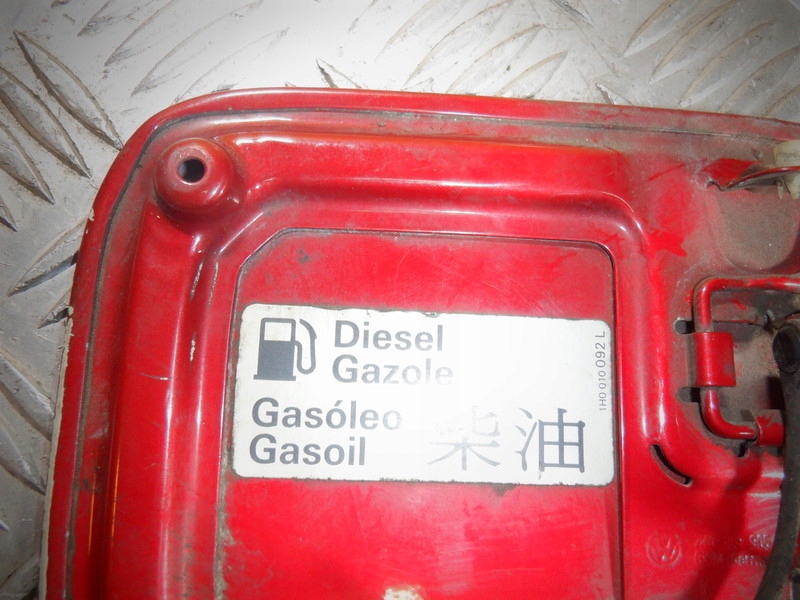 Diesel
Gazole
Gasóleo
Gasoil
柴油
1H0 010 092 L